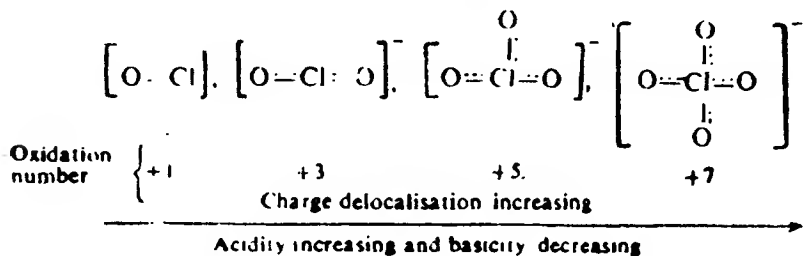 [O - Cl], [O=Cl=O]⁻, [O=Cl=O]⁻, [O=Cl=O]⁻
O O
O
Oxidation number { +1 +3 +5. +7
Charge delocalisation increasing
Acidity increasing and basicity decreasing